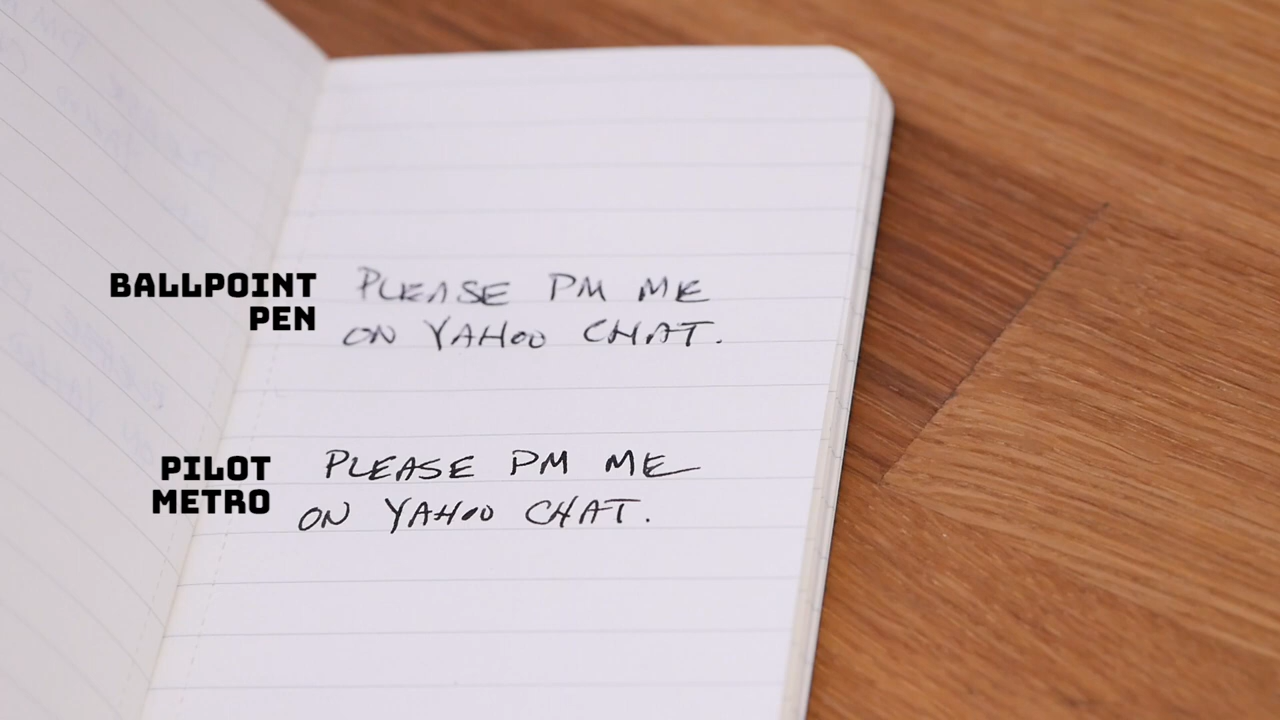 BALLPOINT
PEN
PLEASE PM ME
ON YAHOO CHAT.
PILOT
METRO
PLEASE PM ME
ON YAHOO CHAT.